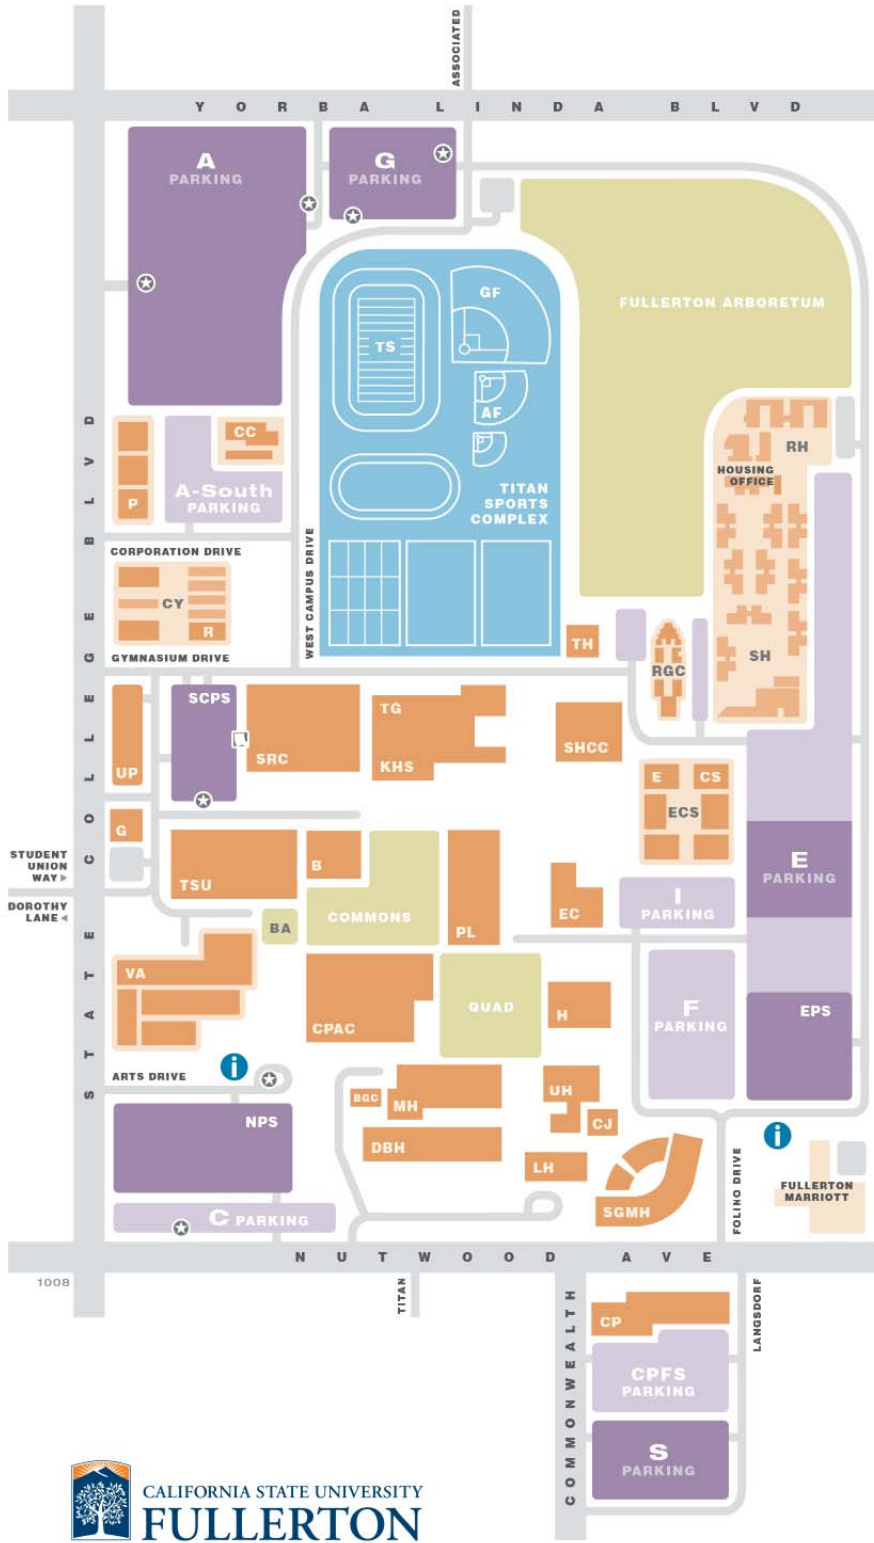 ASSOCIATED
YORBA LINDA BLVD
A
PARKING
G
PARKING
GF
TS
AF
FULLERTON ARBORETUM
CC
P
A-South
PARKING
TITAN
SPORTS
COMPLEX
RH
HOUSING
OFFICE
CORPORATION DRIVE
CY
R
GYMNASIUM DRIVE
WEST CAMPUS DRIVE
TH
RGC
SH
STATE COLLEGE BLVD
SCPS
UP
SRC
TG
KHS
SHCC
E
CS
ECS
G
STUDENT
UNION
WAY
DOROTHY
LANE
TSU
B
COMMONS
BA
PL
EC
I
PARKING
E
PARKING
VA
CPAC
QUAD
H
F
PARKING
EPS
ARTS DRIVE
i
BGC
MH
UH
CJ
NPS
DBH
LH
SGMH
i
FOLINO DRIVE
FULLERTON
MARRIOTT
C PARKING
NUTWOOD AVE
1008
TITAN
COMMONWEALTH
LANGSDORF
CP
CPFS
PARKING
S
PARKING
CALIFORNIA STATE UNIVERSITY
FULLERTON